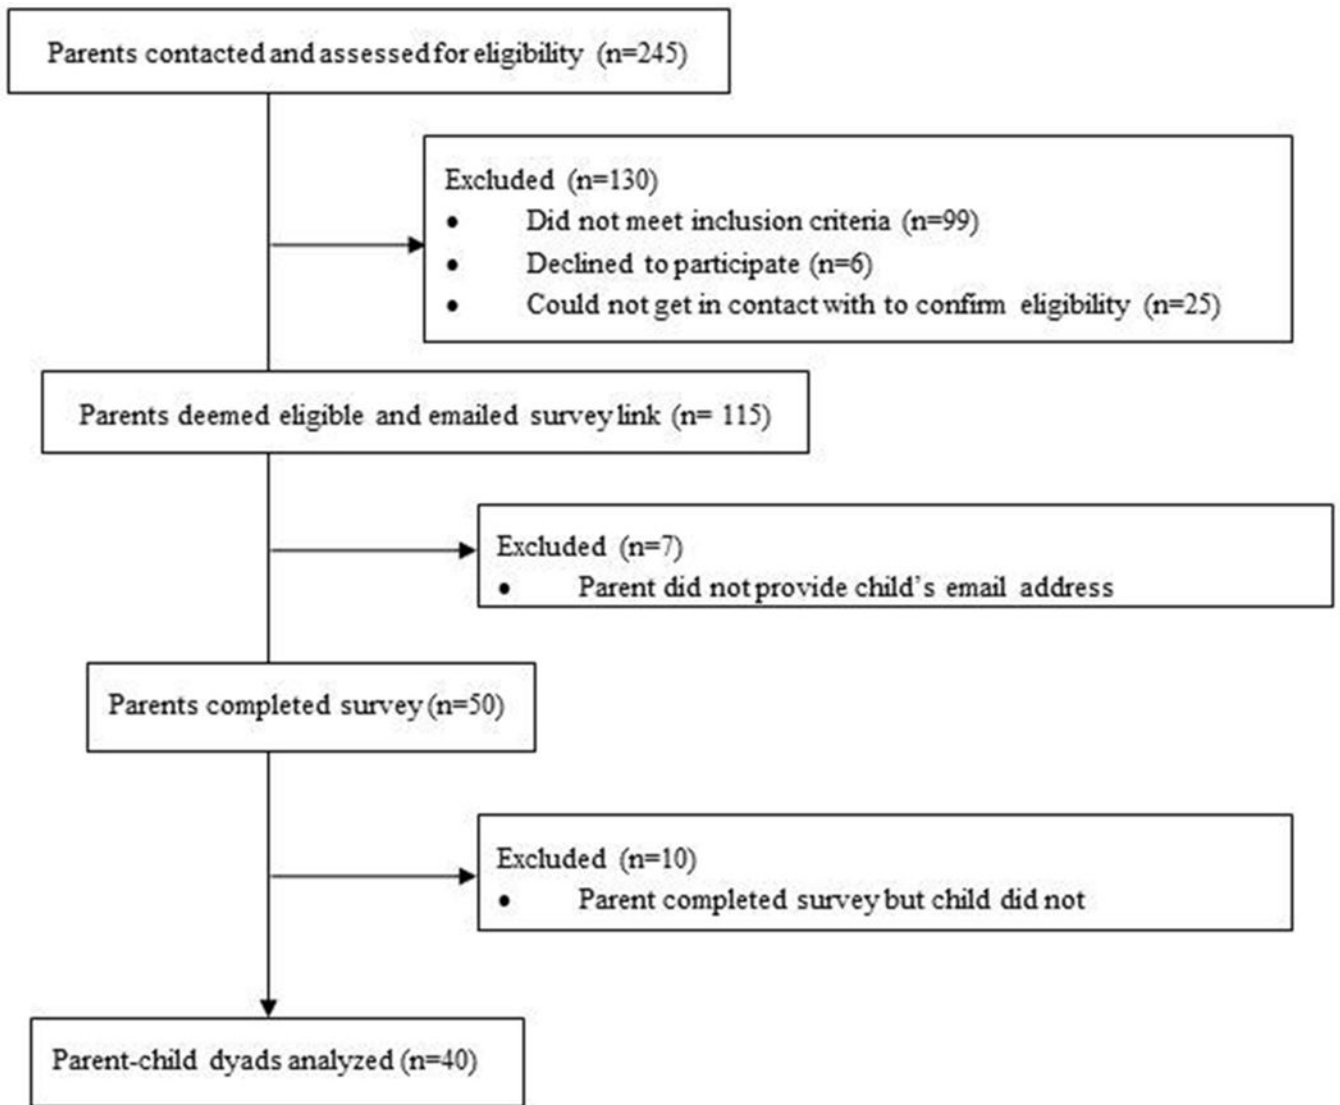 Parents contacted and assessed for eligibility (n=245)
Excluded (n=130)
• Did not meet inclusion criteria (n=99)
• Declined to participate (n=6)
• Could not get in contact with to confirm eligibility (n=25)
Parents deemed eligible and emailed survey link (n= 115)
Excluded (n=7)
• Parent did not provide child’s email address
Parents completed survey (n=50)
Excluded (n=10)
• Parent completed survey but child did not
Parent-child dyads analyzed (n=40)